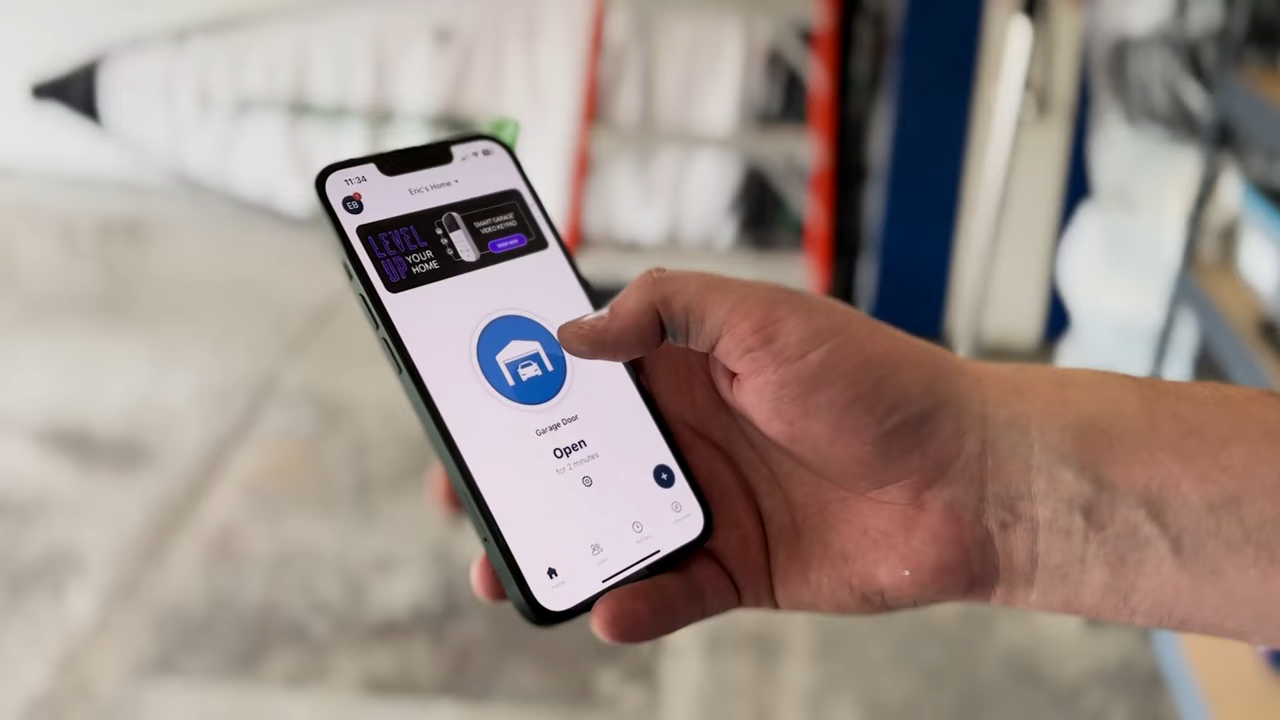 11:34
Eric's Home
EB
LEVEL
UP YOUR
HOME
SMART GARAGE
VIDEO KEYPAD
SHOP NOW
Garage Door
Open
for 2 minutes